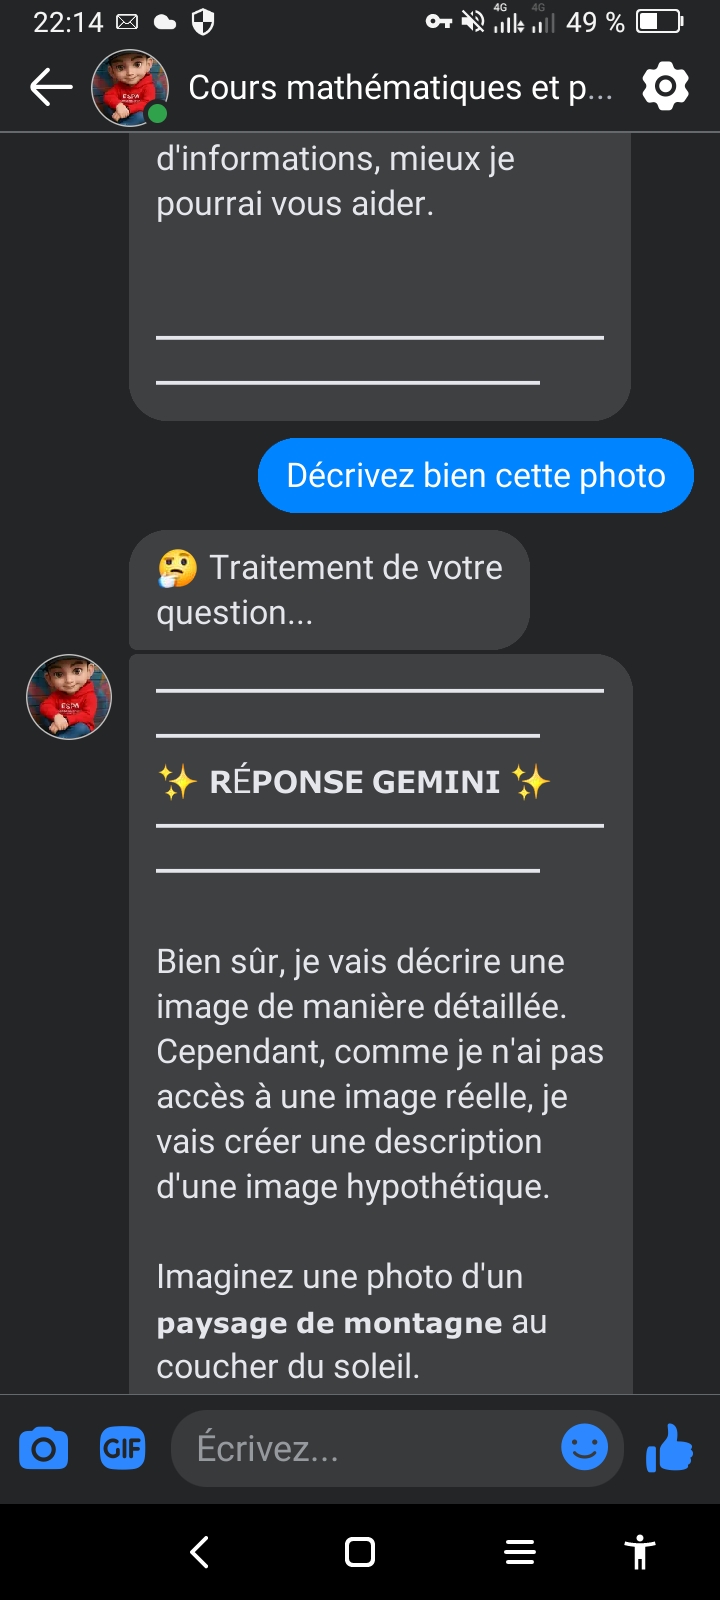 22:14 4G 4G 49 %
Cours mathématiques et p...
d'informations, mieux je
pourrai vous aider.
Décrivez bien cette photo
🤔 Traitement de votre
question...
✨ RÉPONSE GEMINI ✨
Bien sûr, je vais décrire une
image de manière détaillée.
Cependant, comme je n'ai pas
accès à une image réelle, je
vais créer une description
d'une image hypothétique.
Imaginez une photo d'un
paysage de montagne au
coucher du soleil.
GIF Écrivez...